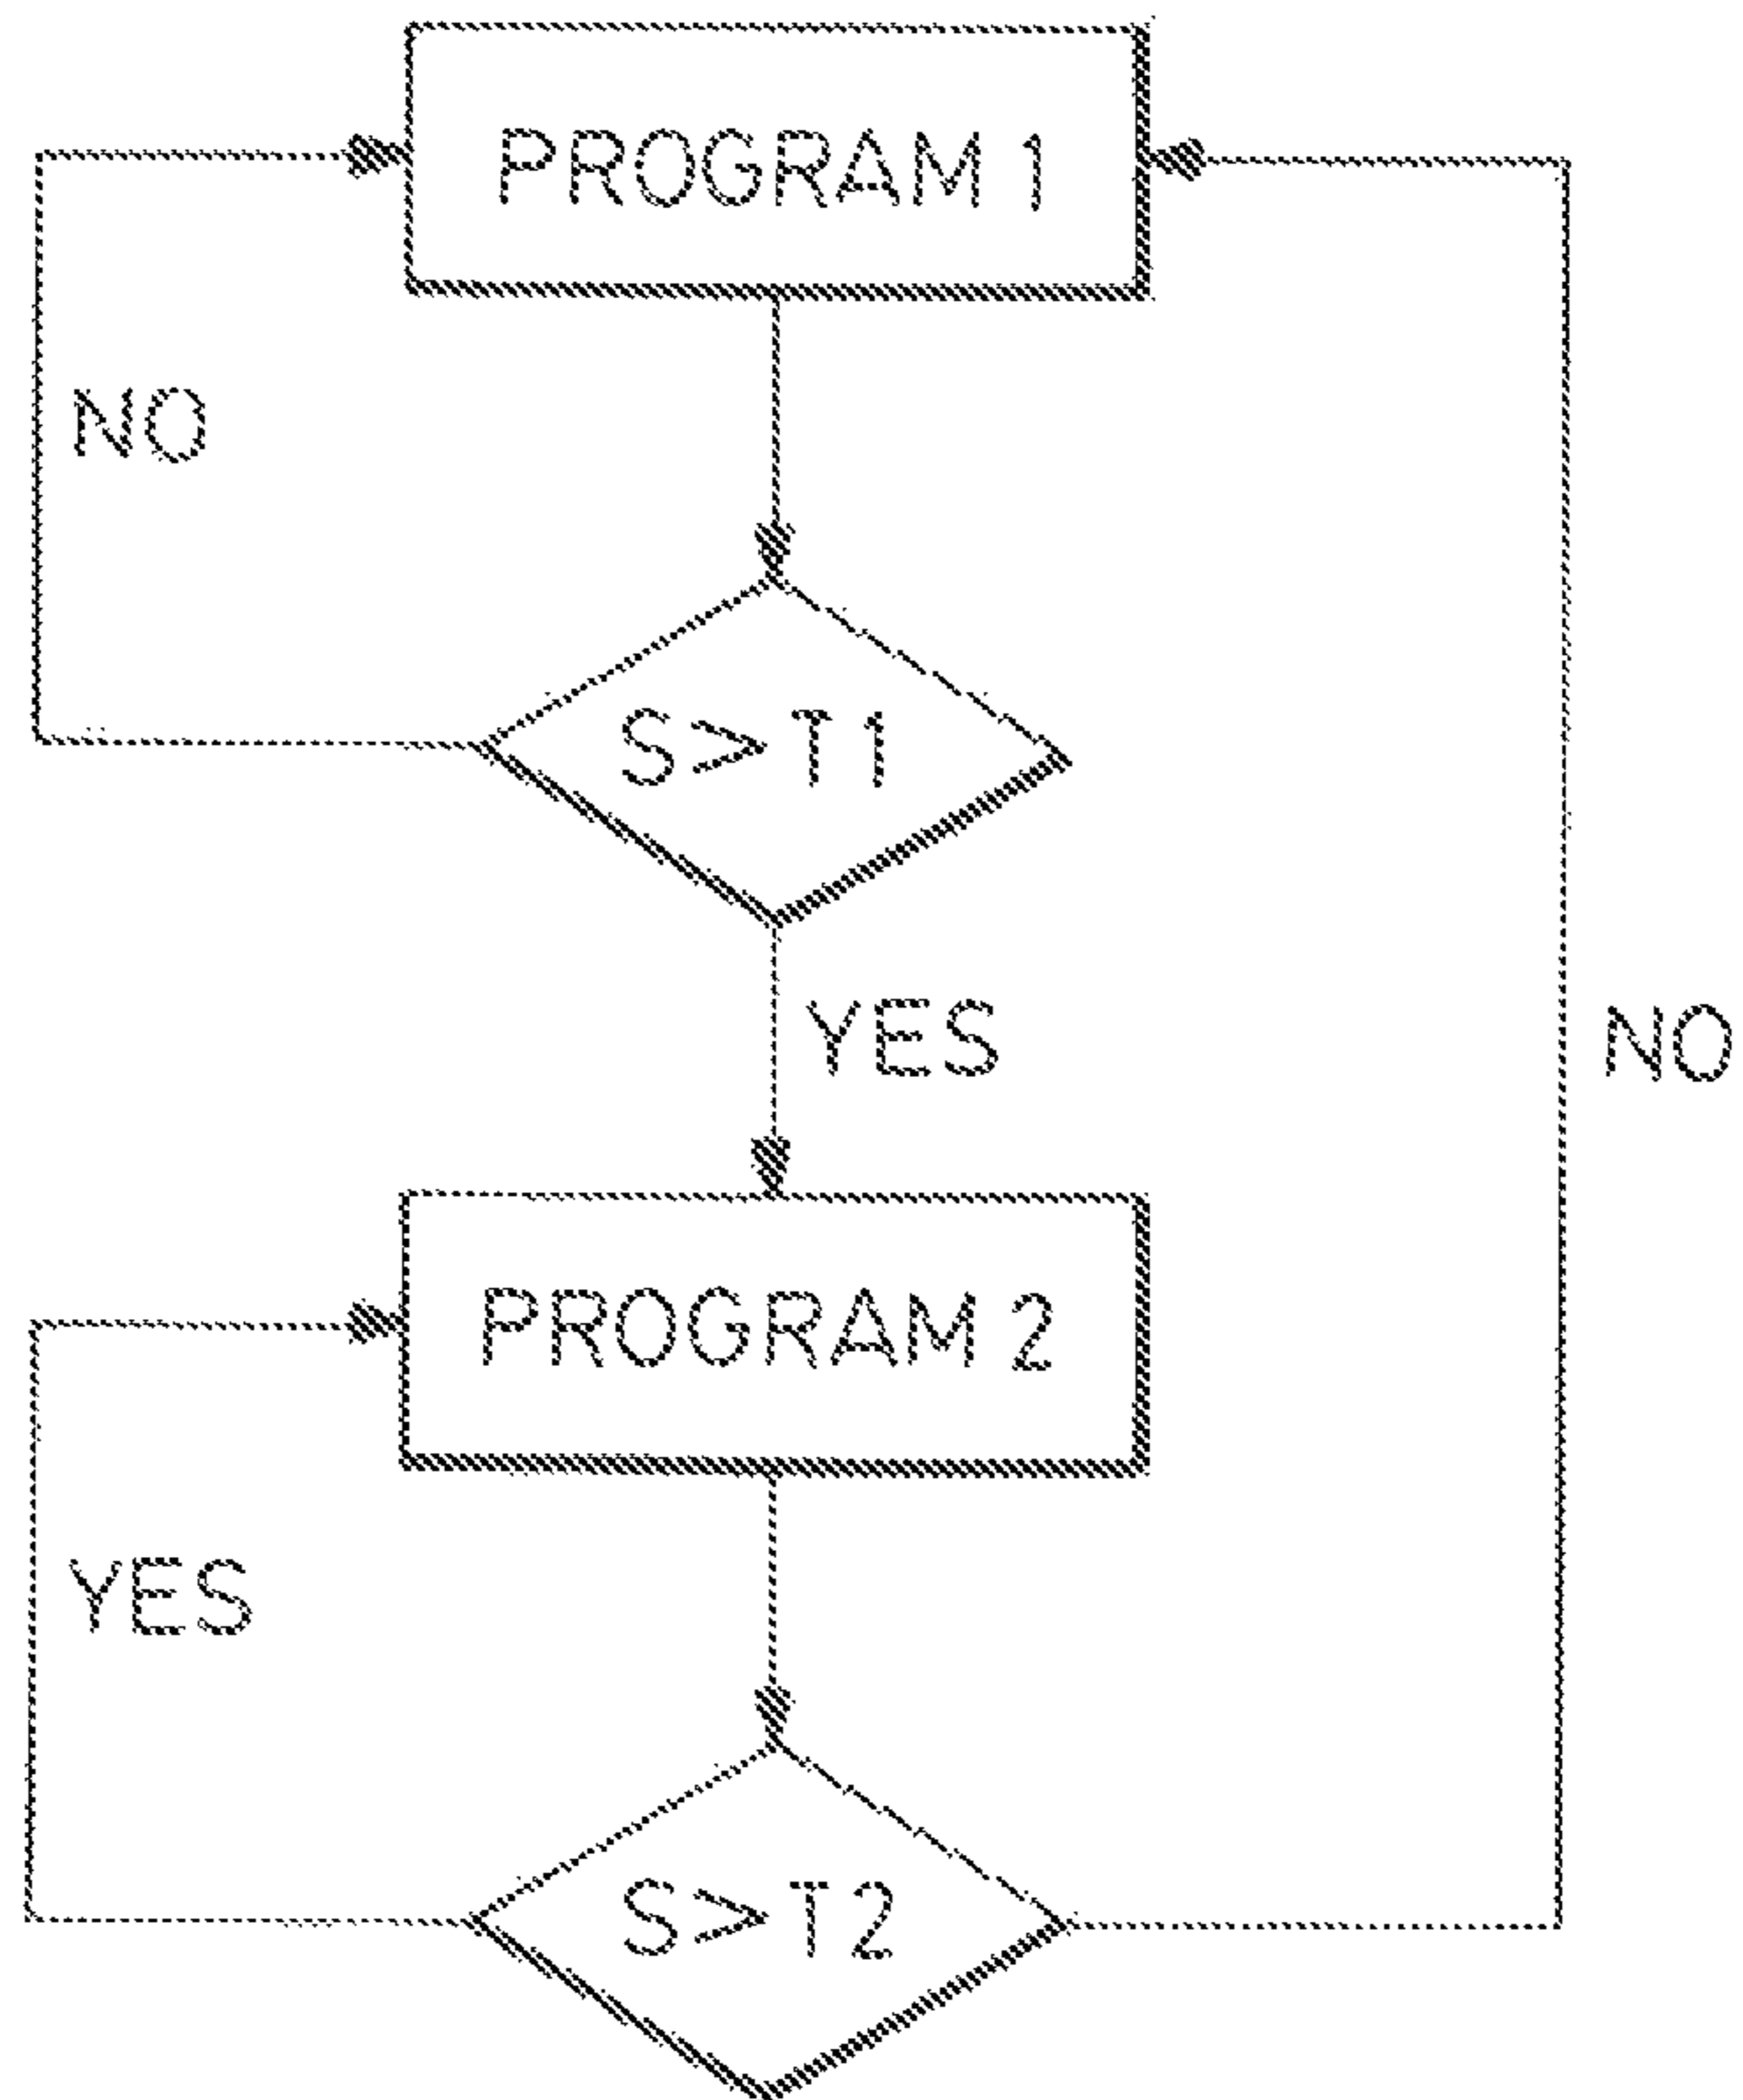 PROGRAM 1
NO
S>T1
YES
NO
PROGRAM 2
YES
S>T2